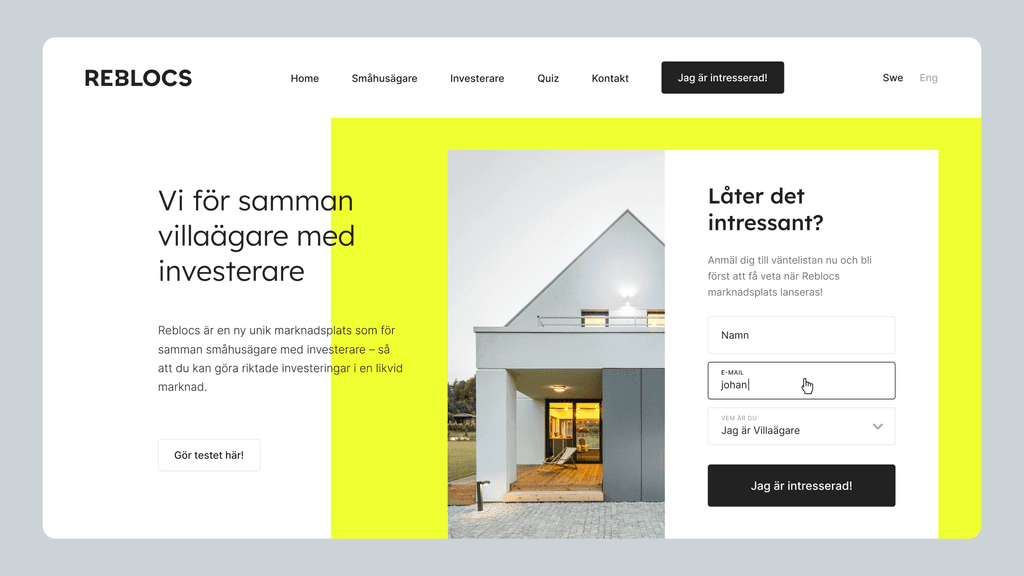 REBLOCS
Home
Småhusägare
Investerare
Quiz
Kontakt
Jag är interesserad!
Swe
Eng
Vi för samman
villaägare med
investerare
Reblocs är en ny unik marknadsplats som för
samman småhusägare med investerare – så
att du kan göra riktade investeringar i en likvid
marknad.
Gör testet här!
Låter det
intressant?
Anmäl dig till väntelistan nu och bli
först att få veta när Reblocs
marknadsplats lanseras!
Namn
E-MAIL
johan
VEM ÄR DU
Jag är Villaägare
Jag är intresserad!